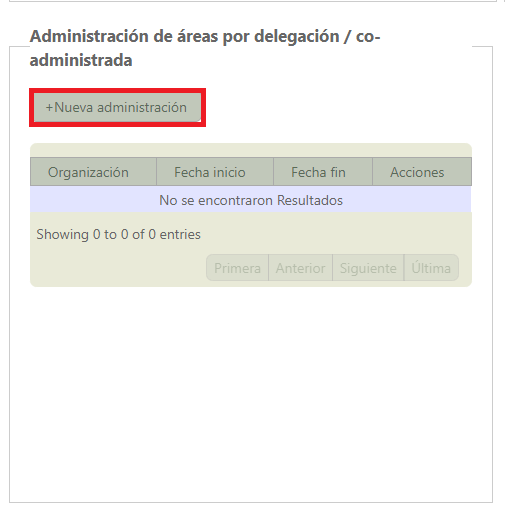 Administración de áreas por delegación / co-
administrada
+Nueva administración
Organización Fecha inicio Fecha fin Acciones
No se encontraron Resultados
Showing 0 to 0 of 0 entries
Primera Anterior Siguiente Última